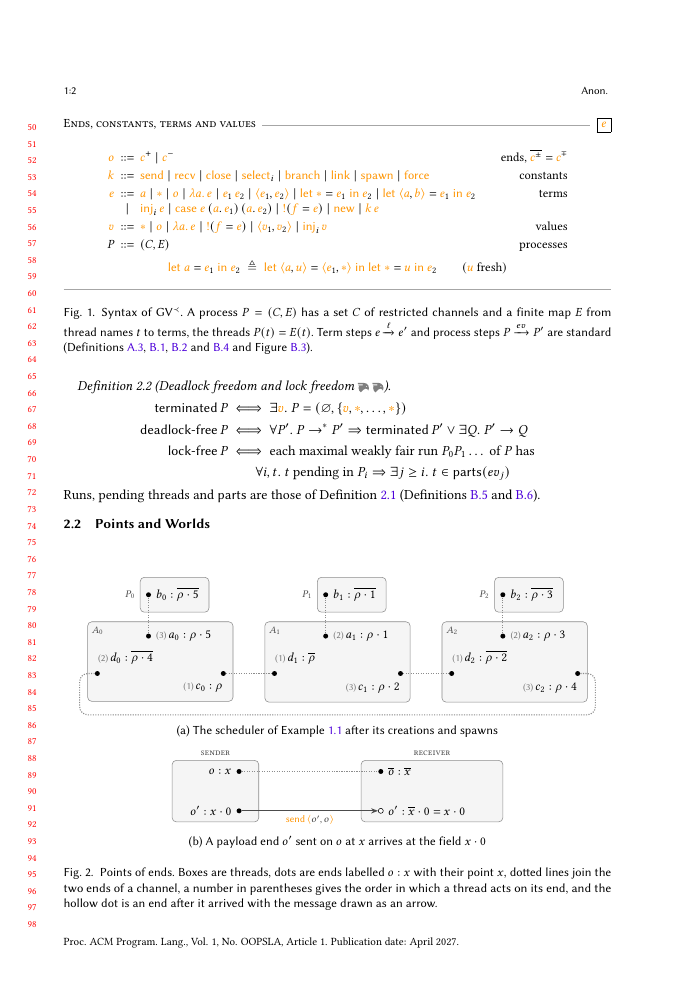 1:2 Anon.
50 Ends, constants, terms and values e
51
52 o ::= c⁺ | c⁻ ends, \overline{c^±} = c^∓
53 k ::= send | recv | close | selectᵢ | branch | link | spawn | force constants
54 e ::= a | * | o | λa. e | e₁ e₂ | ⟨e₁, e₂⟩ | let * = e₁ in e₂ | let ⟨a, b⟩ = e₁ in e₂ terms
55 | injᵢ e | case e (a. e₁) (a. e₂) | !(f = e) | new | k e
56 v ::= * | o | λa. e | !(f = e) | ⟨v₁, v₂⟩ | injᵢ v values
57 P ::= (C, E) processes
58 let a = e₁ in e₂ ≜ let ⟨a, u⟩ = ⟨e₁, *⟩ in let * = u in e₂ (u fresh)
59
60
61 Fig. 1. Syntax of GV≺. A process P = (C, E) has a set C of restricted channels and a finite map E from
62 thread names t to terms, the threads P(t) = E(t). Term steps e →^ℓ e′ and process steps P →^ev P′ are standard
63 (Definitions A.3, B.1, B.2 and B.4 and Figure B.3).
64
65
66 Definition 2.2 (Deadlock freedom and lock freedom ).
67 terminated P ⟺ ∃v. P = (∅, {v, *, . . . , *})
68 deadlock-free P ⟺ ∀P′. P →* P′ ⇒ terminated P′ ∨ ∃Q. P′ → Q
69
70 lock-free P ⟺ each maximal weakly fair run P₀P₁ . . . of P has
71 ∀i, t. t pending in Pᵢ ⇒ ∃j ≥ i. t ∈ parts(evⱼ)
72 Runs, pending threads and parts are those of Definition 2.1 (Definitions B.5 and B.6).
73
74 2.2 Points and Worlds
75
76
77
78 P₀ b₀ : \overline{ρ · 5} P₁ b₁ : \overline{ρ · 1} P₂ b₂ : \overline{ρ · 3}
79
80 A₀ A₁ A₂
81 (3) a₀ : ρ · 5 (2) a₁ : ρ · 1 (2) a₂ : ρ · 3
82 (2) d₀ : \overline{ρ · 4} (1) d₁ : \overline{ρ} (1) d₂ : \overline{ρ · 2}
83
84 (1) c₀ : ρ (3) c₁ : ρ · 2 (3) c₂ : ρ · 4
85
86 (a) The scheduler of Example 1.1 after its creations and spawns
87
88 SENDER RECEIVER
89 o : x \overline{o} : \overline{x}
90
91 o′ : x · 0 o′ : \overline{x} · 0 = x · 0
92 send ⟨o′, o⟩
93 (b) A payload end o′ sent on o at x arrives at the field x · 0
94
95 Fig. 2. Points of ends. Boxes are threads, dots are ends labelled o : x with their point x, dotted lines join the
96 two ends of a channel, a number in parentheses gives the order in which a thread acts on its end, and the
97 hollow dot is an end after it arrived with the message drawn as an arrow.
98
Proc. ACM Program. Lang., Vol. 1, No. OOPSLA, Article 1. Publication date: April 2027.